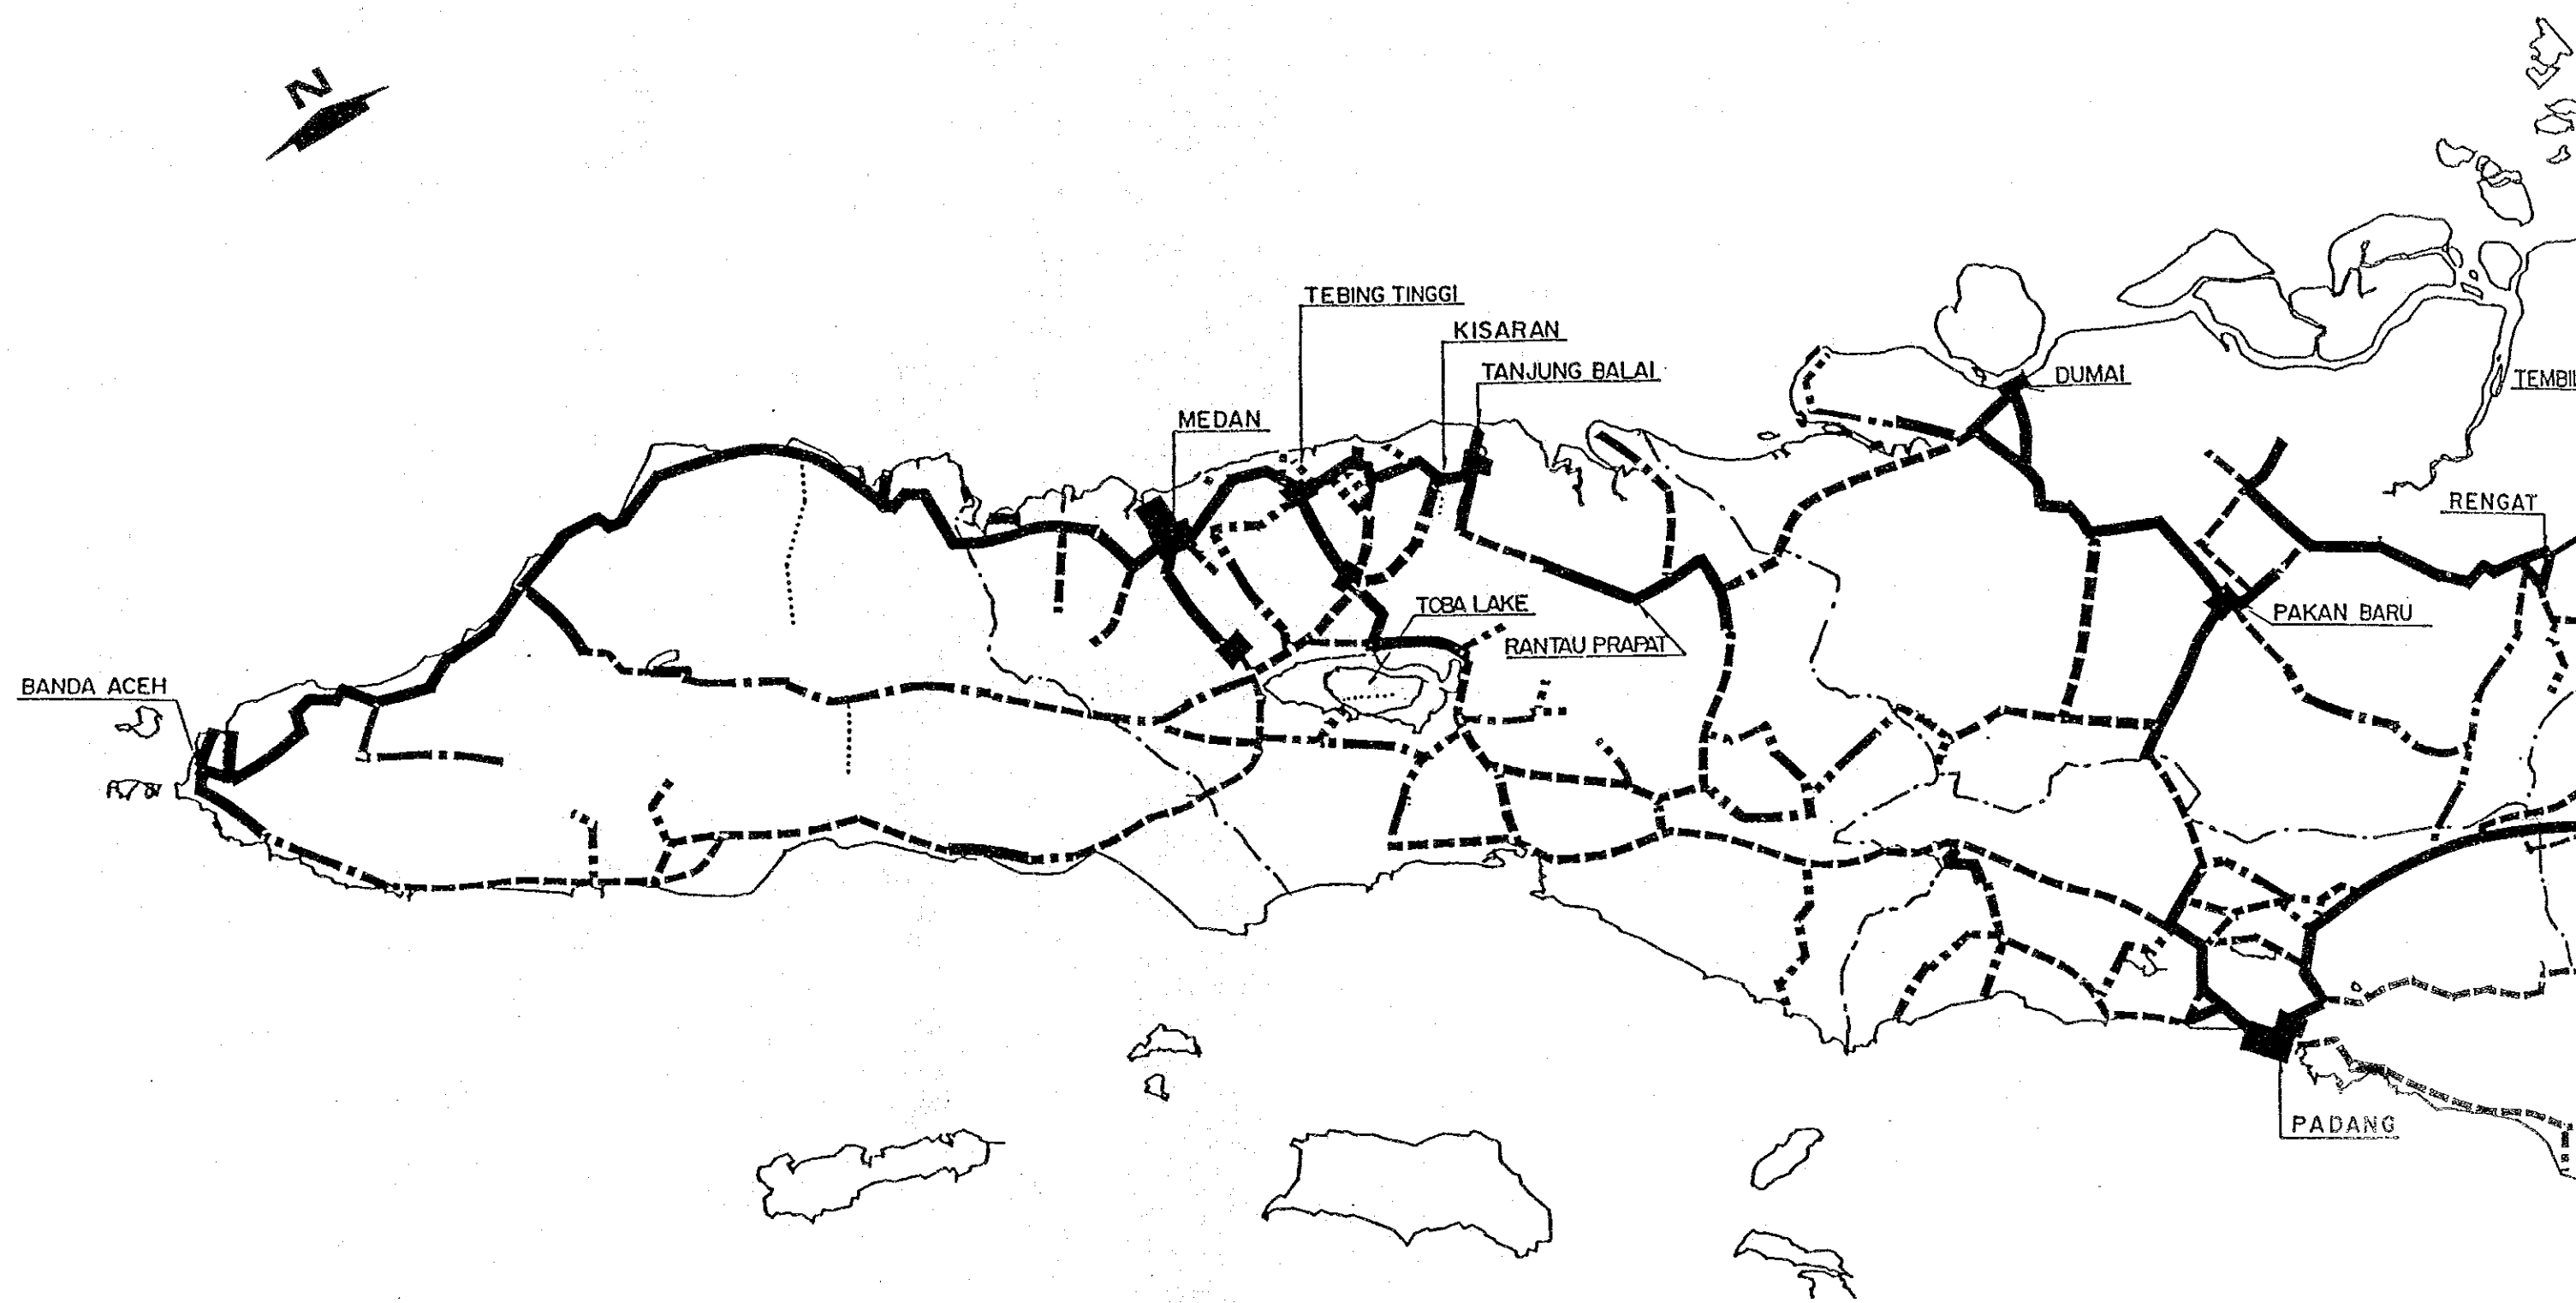 N
TEBING TINGGI
KISARAN
TANJUNG BALAI
MEDAN
DUMAI
RENGAT
TOBA LAKE
RANTAU PRAPAT
PAKAN BARU
BANDA ACEH
PADANG